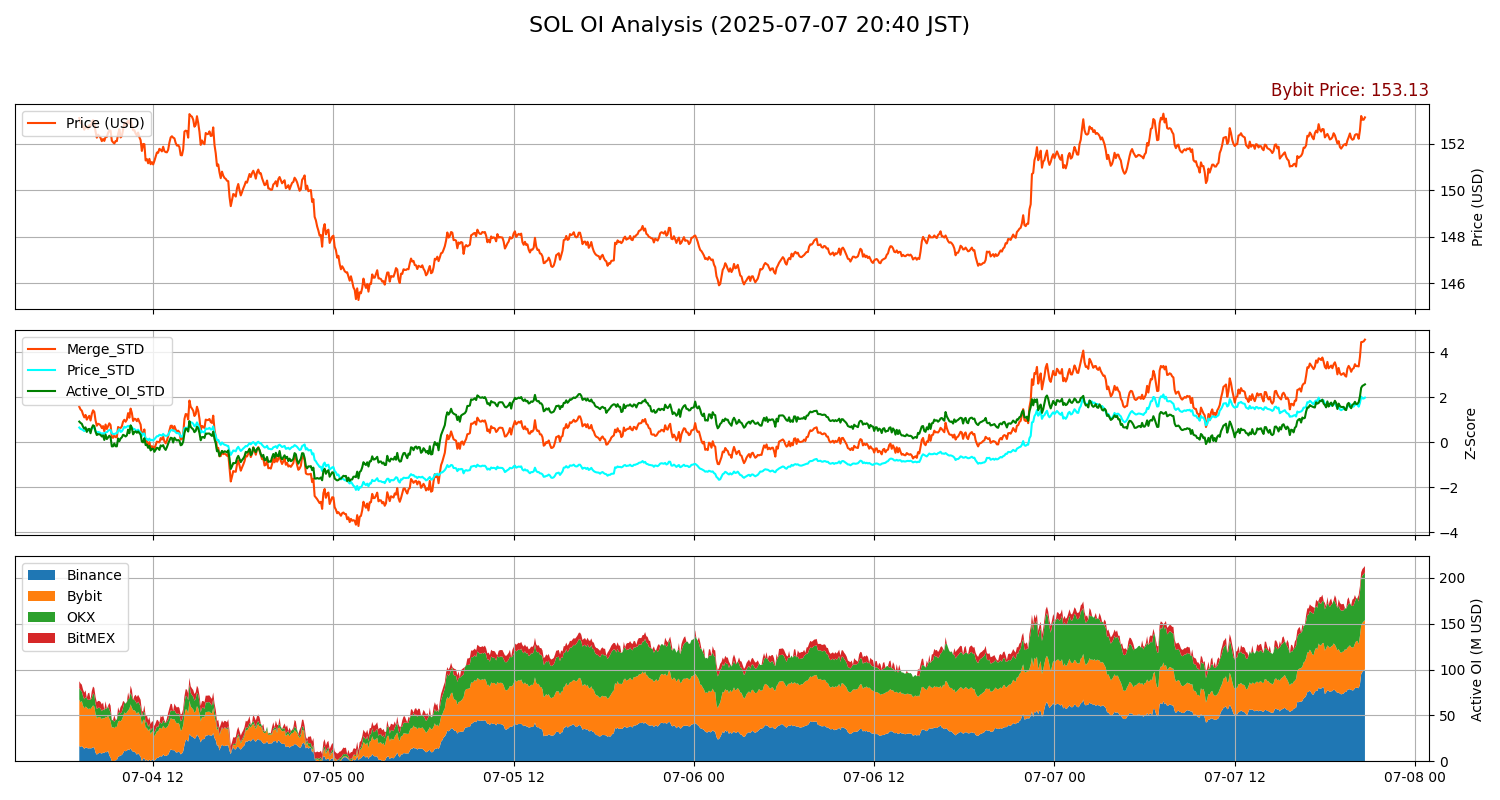 SOL OI Analysis (2025-07-07 20:40 JST)
Bybit Price: 153.13
Price (USD)
152
150
148
146
Price (USD)
Merge_STD
Price_STD
Active_OI_STD
4
2
0
−2
−4
Z-Score
Binance
Bybit
OKX
BitMEX
200
150
100
50
0
Active OI (M USD)
07-04 12
07-05 00
07-05 12
07-06 00
07-06 12
07-07 00
07-07 12
07-08 00